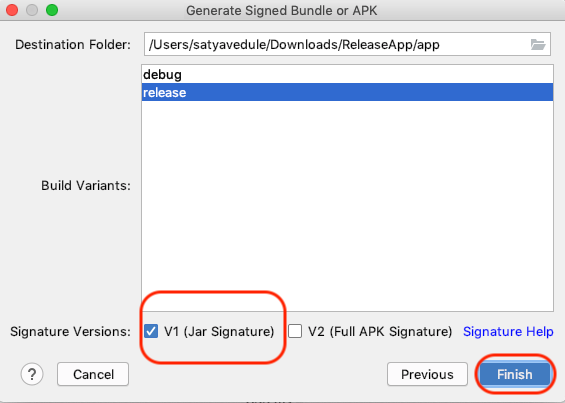 Generate Signed Bundle or APK
Destination Folder: /Users/satyavedule/Downloads/ReleaseApp/app
debug
release
Build Variants:
Signature Versions: V1 (Jar Signature) V2 (Full APK Signature) Signature Help
? Cancel Previous Finish